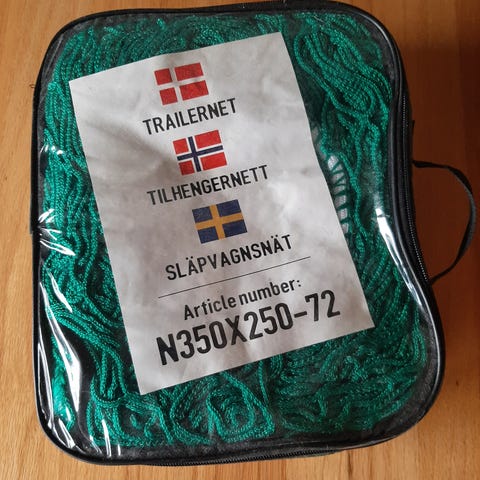 TRAILERNET
TILHENGERNETT
SLÄPVAGNSNÄT
Article number:
N350X250-72